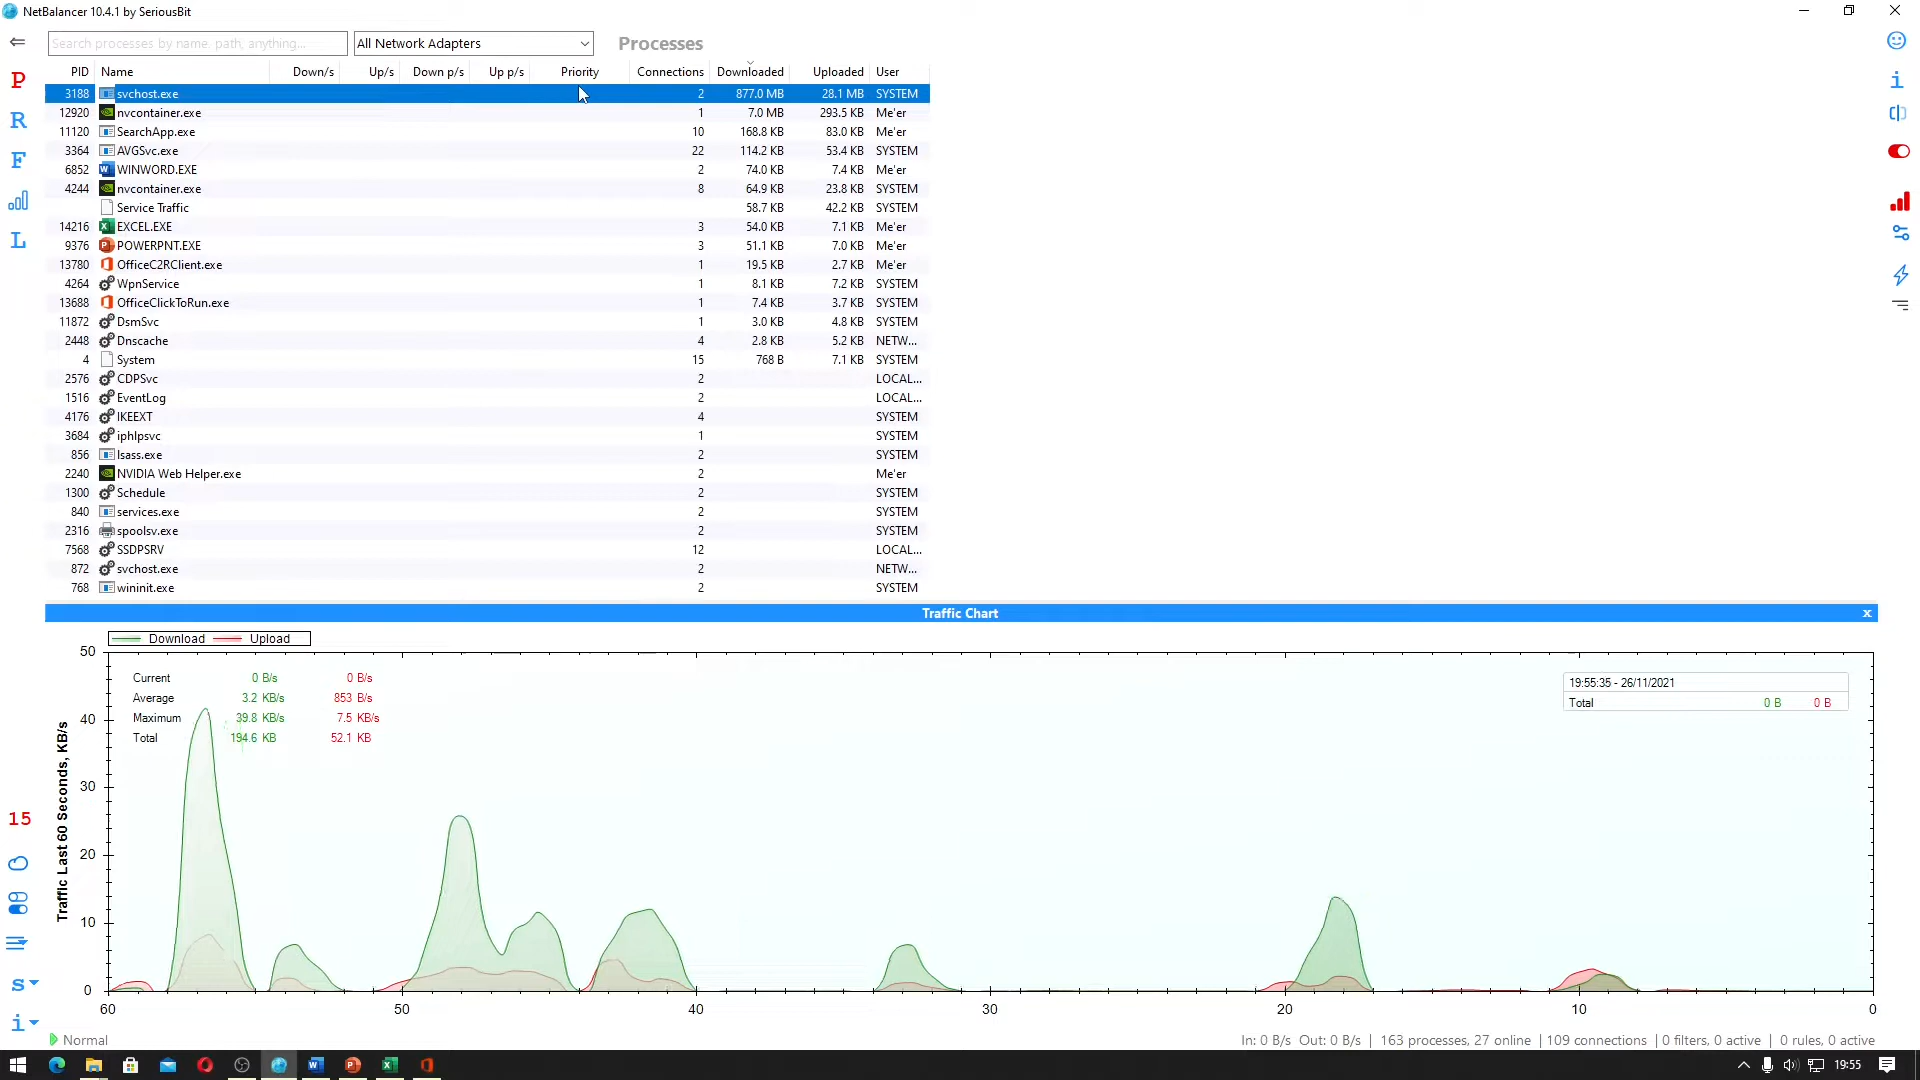 NetBalancer 10.4.1 by SeriousBit
Search processes by name, path, anything...
All Network Adapters
Processes
PID Name Down/s Up/s Down p/s Up p/s Priority Connections Downloaded Uploaded User
3188 svchost.exe 2 877.0 MB 28.1 MB SYSTEM
12920 nvcontainer.exe 1 7.0 MB 293.5 KB Me'er
11120 SearchApp.exe 10 168.8 KB 83.0 KB Me'er
3364 AVGSvc.exe 22 114.2 KB 53.4 KB SYSTEM
6852 WINWORD.EXE 2 74.0 KB 7.4 KB Me'er
4244 nvcontainer.exe 8 64.9 KB 23.8 KB SYSTEM
Service Traffic 58.7 KB 42.2 KB SYSTEM
14216 EXCEL.EXE 3 54.0 KB 7.1 KB Me'er
9376 POWERPNT.EXE 3 51.1 KB 7.0 KB Me'er
13780 OfficeC2RClient.exe 1 19.5 KB 2.7 KB Me'er
4264 WpnService 1 8.1 KB 7.2 KB SYSTEM
13688 OfficeClickToRun.exe 1 7.4 KB 3.7 KB SYSTEM
11872 DsmSvc 1 3.0 KB 4.8 KB SYSTEM
2448 Dnscache 4 2.8 KB 5.2 KB NETW...
4 System 15 768 B 7.1 KB SYSTEM
2576 CDPSvc 2 LOCAL...
1516 EventLog 2 LOCAL...
4176 IKEEXT 4 SYSTEM
3684 iphlpsvc 1 SYSTEM
856 lsass.exe 2 SYSTEM
2240 NVIDIA Web Helper.exe 2 Me'er
1300 Schedule 2 SYSTEM
840 services.exe 2 SYSTEM
2316 spoolsv.exe 2 SYSTEM
7568 SSDPSRV 12 LOCAL...
872 svchost.exe 2 NETW...
768 wininit.exe 2 SYSTEM
P
R
F
L
i
Traffic Chart x
Download Upload
50
40
30
20
10
0
Traffic Last 60 Seconds, KB/s
Current 0 B/s 0 B/s
Average 3.2 KB/s 853 B/s
Maximum 39.8 KB/s 7.5 KB/s
Total 194.6 KB 52.1 KB
19:55:35 - 26/11/2021
Total 0 B 0 B
60 50 40 30 20 10 0
15
s
i
Normal
In: 0 B/s Out: 0 B/s | 163 processes, 27 online | 109 connections | 0 filters, 0 active | 0 rules, 0 active
19:55